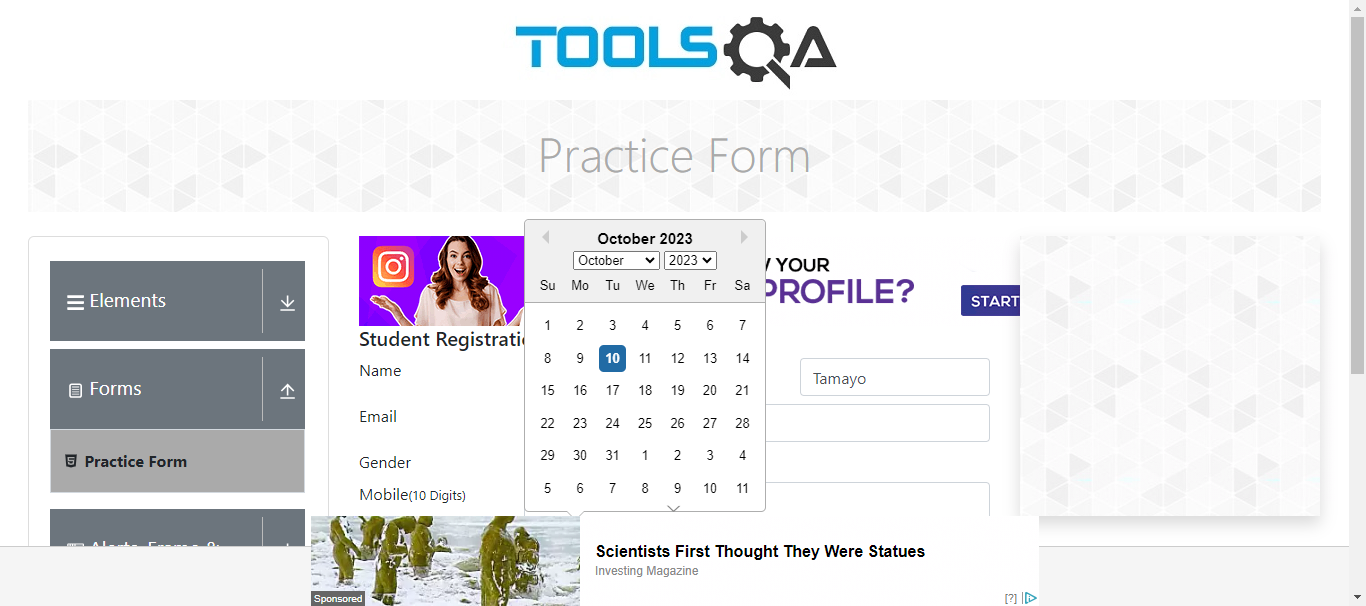 TOOLSQA
Practice Form
Elements
Forms
Practice Form
October 2023
October 2023
Su Mo Tu We Th Fr Sa
1 2 3 4 5 6 7
8 9 10 11 12 13 14
15 16 17 18 19 20 21
22 23 24 25 26 27 28
29 30 31 1 2 3 4
5 6 7 8 9 10 11
YOUR
PROFILE?
START
Student Registrati
Name
Tamayo
Email
Gender
Mobile(10 Digits)
Scientists First Thought They Were Statues
Investing Magazine
Sponsored
[?]